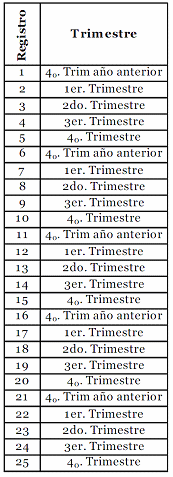 Registro Trimestre
1 4o. Trim año anterior
2 1er. Trimestre
3 2do. Trimestre
4 3er. Trimestre
5 4o. Trimestre
6 4o. Trim año anterior
7 1er. Trimestre
8 2do. Trimestre
9 3er. Trimestre
10 4o. Trimestre
11 4o. Trim año anterior
12 1er. Trimestre
13 2do. Trimestre
14 3er. Trimestre
15 4o. Trimestre
16 4o. Trim año anterior
17 1er. Trimestre
18 2do. Trimestre
19 3er. Trimestre
20 4o. Trimestre
21 4o. Trim año anterior
22 1er. Trimestre
23 2do. Trimestre
24 3er. Trimestre
25 4o. Trimestre